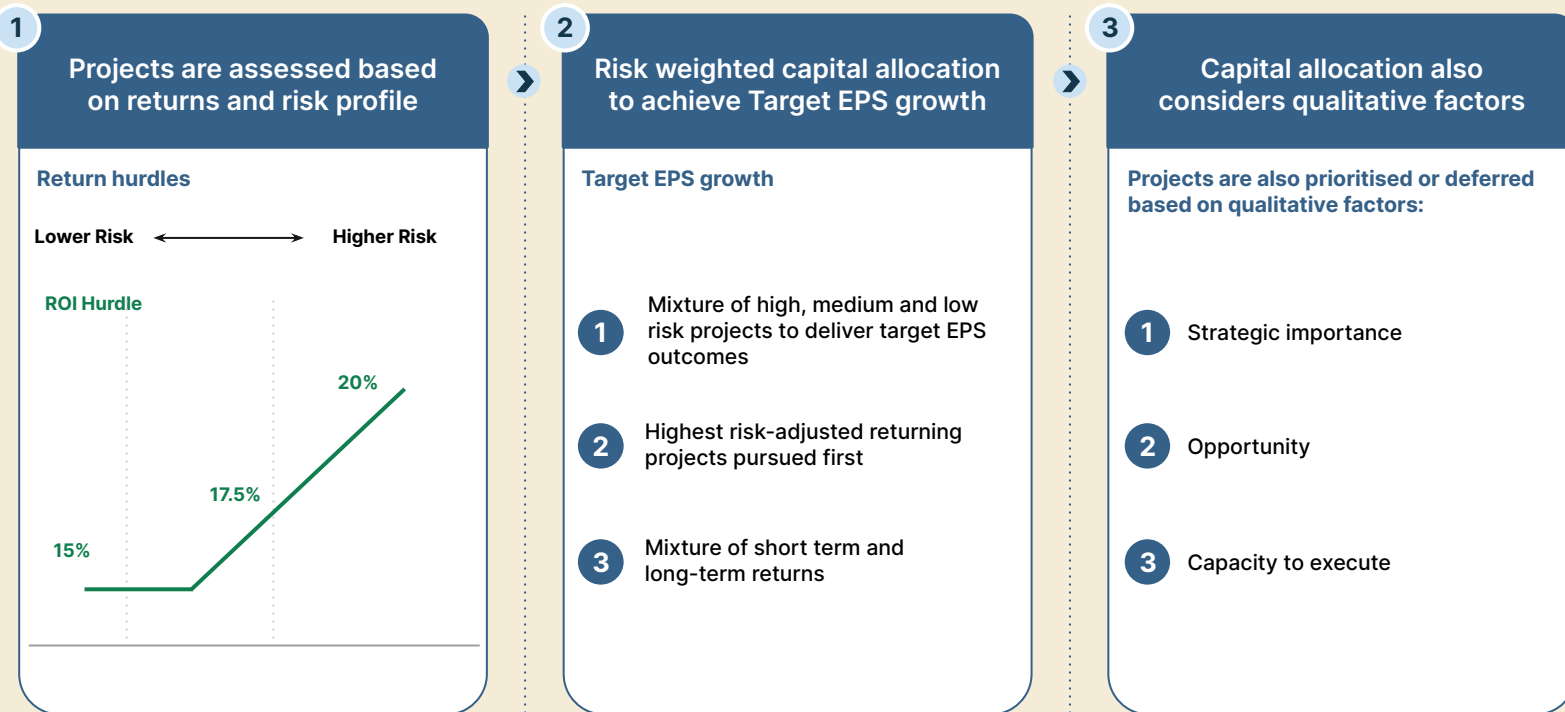 1
Projects are assessed based
on returns and risk profile
Return hurdles
Lower Risk
Higher Risk
ROI Hurdle
20%
17.5%
15%
2
Risk weighted capital allocation
to achieve Target EPS growth
Target EPS growth
1
Mixture of high, medium and low
risk projects to deliver target EPS
outcomes
2
Highest risk-adjusted returning
projects pursued first
3
Mixture of short term and
long-term returns
3
Capital allocation also
considers qualitative factors
Projects are also prioritised or deferred
based on qualitative factors:
1
Strategic importance
2
Opportunity
3
Capacity to execute